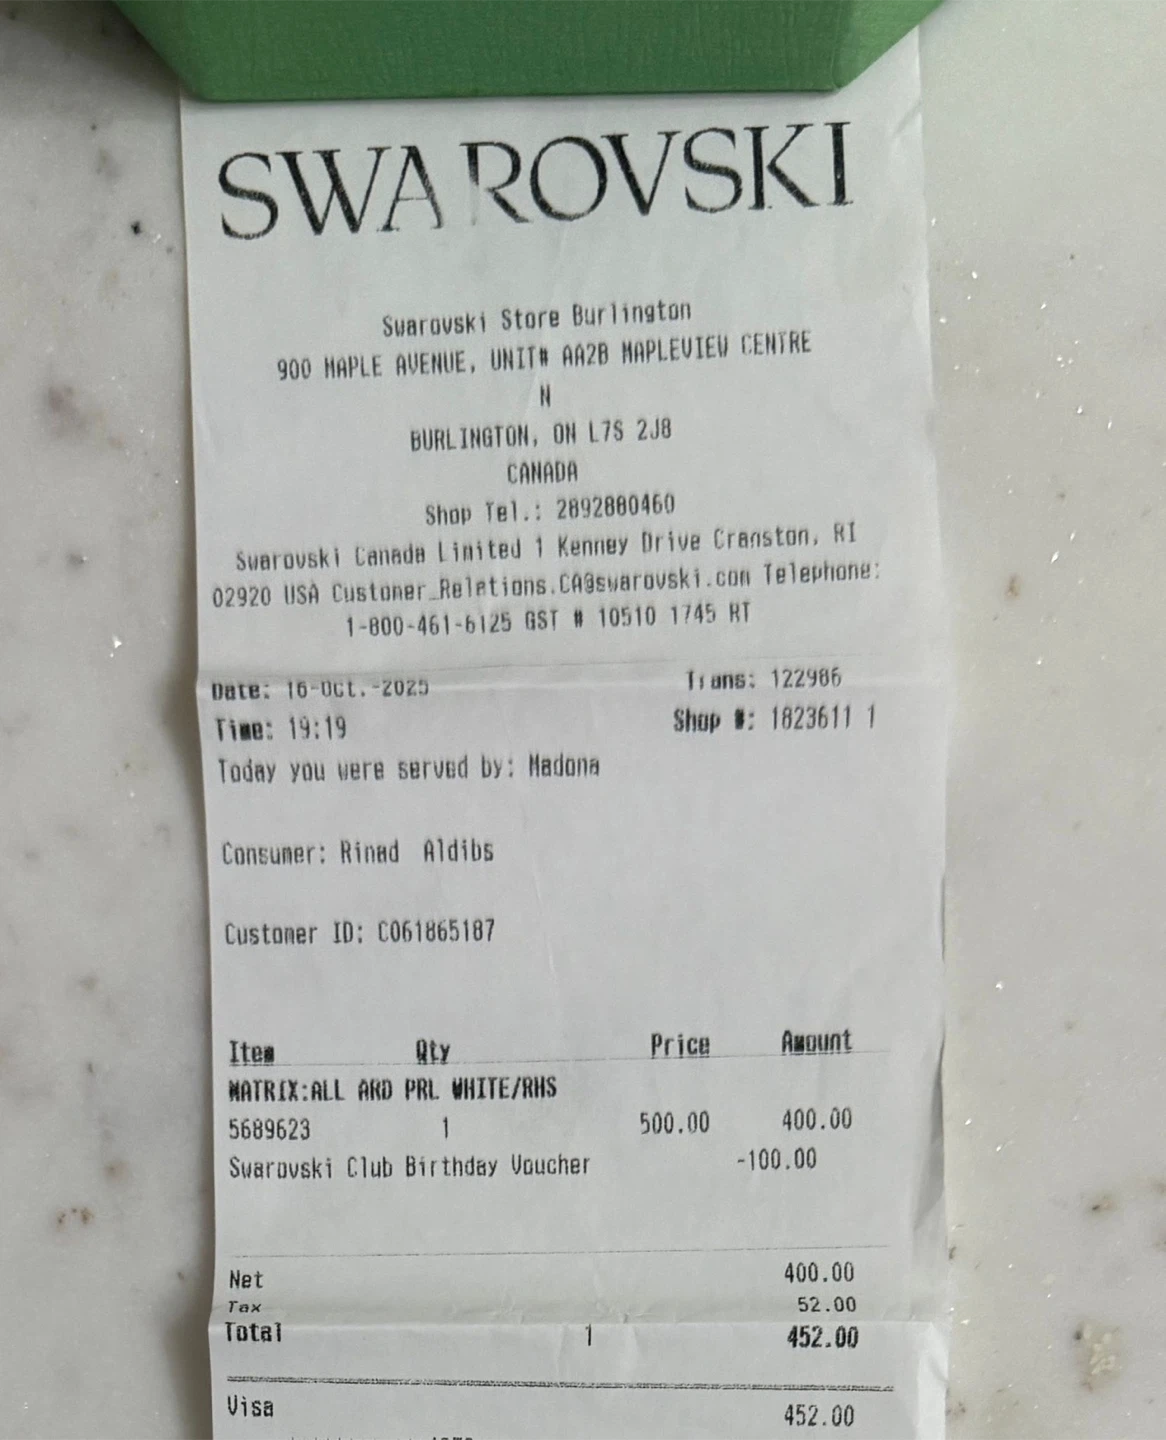 SWAROVSKI
Swarovski Store Burlington
900 MAPLE AVENUE, UNIT# AA2B MAPLEVIEW CENTRE
N
BURLINGTON, ON L7S 2J8
CANADA
Shop Tel.: 2892880460
Swarovski Canada Limited 1 Kenney Drive Cranston, RI
02920 USA Customer_Relations.CA@swarovski.com Telephone:
1-800-461-6125 GST # 10510 1745 RT
Date: 16-Oct.-2025 Trans: 122986
Time: 19:19 Shop #: 1823611 1
Today you were served by: Madona
Consumer: Rinad Aldibs
Customer ID: C061865187
Item Qty Price Amount
MATRIX:ALL ARD PRL WHITE/RHS
5689623 1 500.00 400.00
Swarovski Club Birthday Voucher -100.00
Net 400.00
Tax 52.00
Total 1 452.00
Visa 452.00